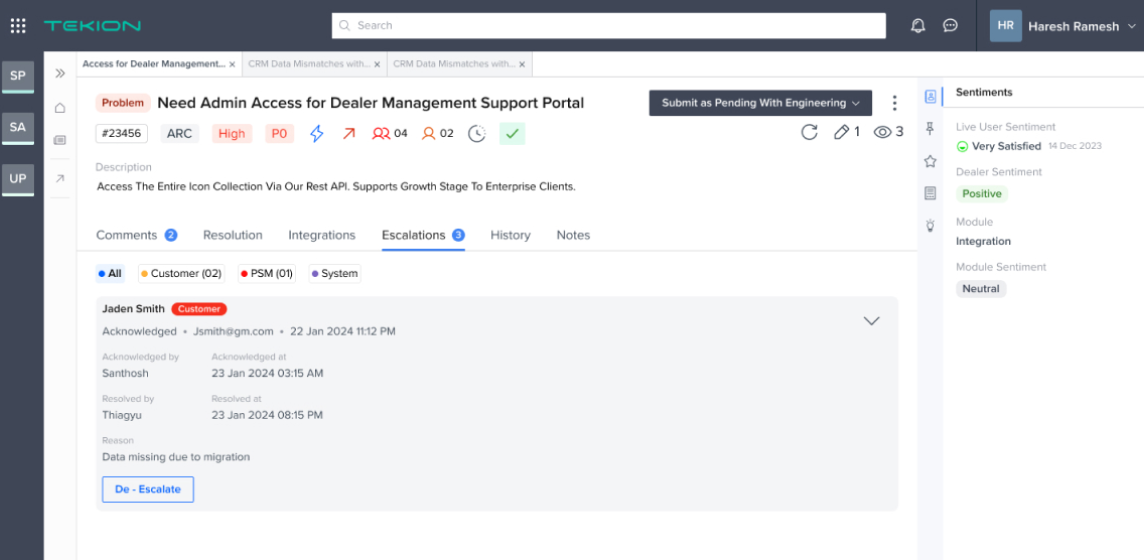 TEKION
Search
HR
Haresh Ramesh
SP
SA
UP
Access for Dealer Management... x
CRM Data Mismatches with... x
CRM Data Mismatches with... x
Problem
Need Admin Access for Dealer Management Support Portal
Submit as Pending With Engineering
#23456
ARC
High
P0
04
02
1
3
Description
Access The Entire Icon Collection Via Our Rest API. Supports Growth Stage To Enterprise Clients.
Comments 2
Resolution
Integrations
Escalations 3
History
Notes
All
Customer (02)
PSM (01)
System
Jaden Smith Customer
Acknowledged • Jsmith@gm.com • 22 Jan 2024 11:12 PM
Acknowledged by
Acknowledged at
Santhosh
23 Jan 2024 03:15 AM
Resolved by
Resolved at
Thiagyu
23 Jan 2024 08:15 PM
Reason
Data missing due to migration
De - Escalate
Sentiments
Live User Sentiment
Very Satisfied 14 Dec 2023
Dealer Sentiment
Positive
Module
Integration
Module Sentiment
Neutral